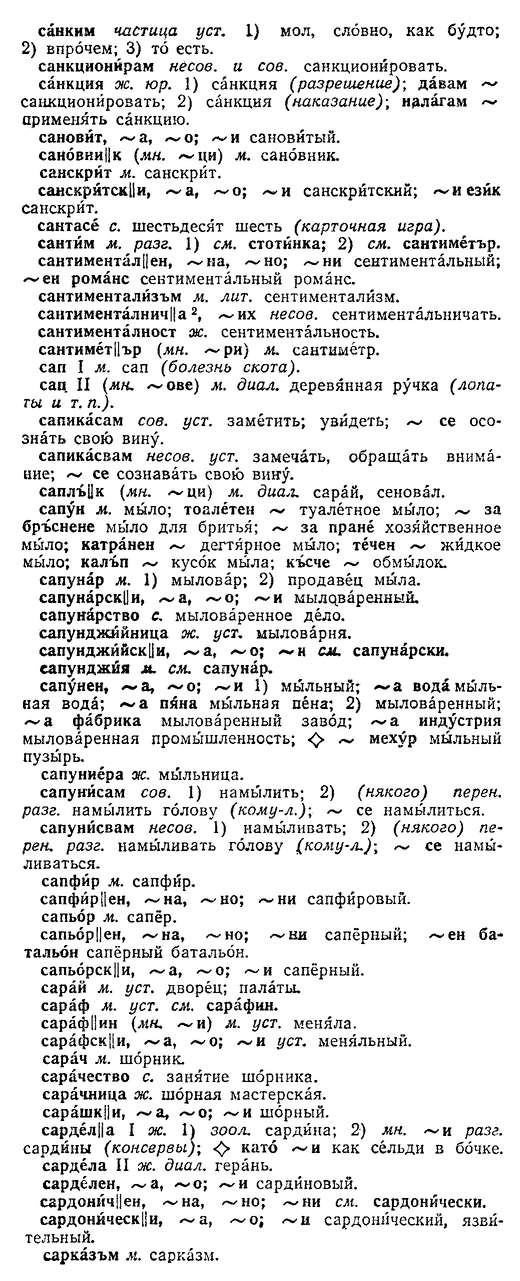 са́нким частица уст. 1) мол, сло́вно, как бу́дто;
2) впро́чем; 3) то́ есть.
санкциони́рам несов. и сов. санкциони́ровать.
са́нкция ж. юр. 1) са́нкция (разрешение); да́вам ~
санкциони́ровать; 2) са́нкция (наказание); нала́гам ~
применя́ть са́нкцию.
санови́т, ~а, ~о; ~и санови́тый.
сано́вни||к (мн. ~ци) м. сано́вник.
санскри́т м. санскри́т.
санскри́тск||и, ~а, ~о; ~и санскри́тский; ~и ези́к
санскри́т.
сантасе́ с. шестьдеся́т шесть (карточная игра).
санти́м м. разг. 1) см. стоти́нка; 2) см. сантиме́тър.
сантимента́л||ен, ~на, ~но; ~ни сентимента́льный;
~ен рома́нс сентимента́льный рома́нс.
сантиментали́зъм м. лит. сентиментали́зм.
сантимента́лнич||а², ~их несов. сентимента́льничать.
сантимента́лност ж. сентимента́льность.
сантиме́т||ър (мн. ~ри) м. сантиме́тр.
сап I м. сап (болезнь скота).
сап II (мн. ~ове) м. диал. деревя́нная ру́чка (лопа-
ты и т. п.).
сапика́сам сов. уст. заме́тить; уви́деть; ~ се осо-
зна́ть свою́ вину́.
сапика́свам несов. уст. замеча́ть, обраща́ть внима́-
ние; ~ се сознава́ть свою́ вину́.
саплъ́||к (мн. ~ци) м. диал. сара́й, сенова́л.
сапу́н м. мы́ло; тоале́тен ~ туале́тное мы́ло; ~ за
бръ́снене мы́ло для бритья́; ~ за пране́ хозя́йственное
мы́ло; катра́нен ~ дегтя́рное мы́ло; те́чен ~ жи́дкое
мы́ло; калъ́п ~ кусо́к мы́ла; къ́сче ~ обмы́лок.
сапуна́р м. 1) мылова́р; 2) продаве́ц мы́ла.
сапуна́рск||и, ~а, ~о; ~и мылова́ренный.
сапуна́рство с. мылова́ренное де́ло.
сапунджи́йница ж. уст. мылова́рня.
сапунджи́йск||и, ~а, ~о; ~и см. сапуна́рски.
сапунджи́я м. см. сапуна́р.
сапу́нен, ~а, ~о; ~и 1) мы́льный; ~а вода́ мы́ль-
ная вода́; ~а пя́на мы́льная пе́на; 2) мылова́ренный;
~а фа́брика мылова́ренный заво́д; ~а инду́стрия
мылова́ренная промы́шленность; ◇ ~ меху́р мы́льный
пузы́рь.
сапуние́ра ж. мы́льница.
сапуни́сам сов. 1) намы́лить; 2) (някого) перен.
разг. намы́лить го́лову (кому-л.); ~ се намы́литься.
сапуни́свам несов. 1) намы́ливать; 2) (някого) пе-
рен. разг. намы́ливать го́лову (кому-л.); ~ се намы́-
ливаться.
сапфи́р м. сапфи́р.
сапфи́р||ен, ~на, ~но; ~ни сапфи́ровый.
сапьо́р м. сапёр.
сапьо́р||ен, ~на, ~но; ~ни сапёрный; ~ен ба-
тальо́н сапёрный батальо́н.
сапьо́рск||и, ~а, ~о; ~и сапёрный.
сара́й м. уст. дворе́ц; пала́ты.
сара́ф м. уст. см. сара́фин.
сара́ф||ин (мн. ~и) м. уст. меня́ла.
сара́фск||и, ~а, ~о; ~и уст. меня́льный.
сара́ч м. шо́рник.
сара́чество с. заня́тие шо́рника.
сара́чница ж. шо́рная мастерска́я.
сара́шк||и, ~а, ~о; ~и шо́рный.
сарде́л||а I ж. 1) зоол. сарди́на; 2) мн. ~и разг.
сарди́ны (консервы); ◇ като́ ~и как се́льди в бо́чке.
сарде́ла II ж. диал. гера́нь.
сарде́лен, ~а, ~о; ~и сарди́новый.
сардони́ч||ен, ~на, ~но; ~ни см. сардони́чески.
сардони́ческ||и, ~а, ~о; ~и сардони́ческий, язви́-
тельный.
сарка́зъм м. сарка́зм.